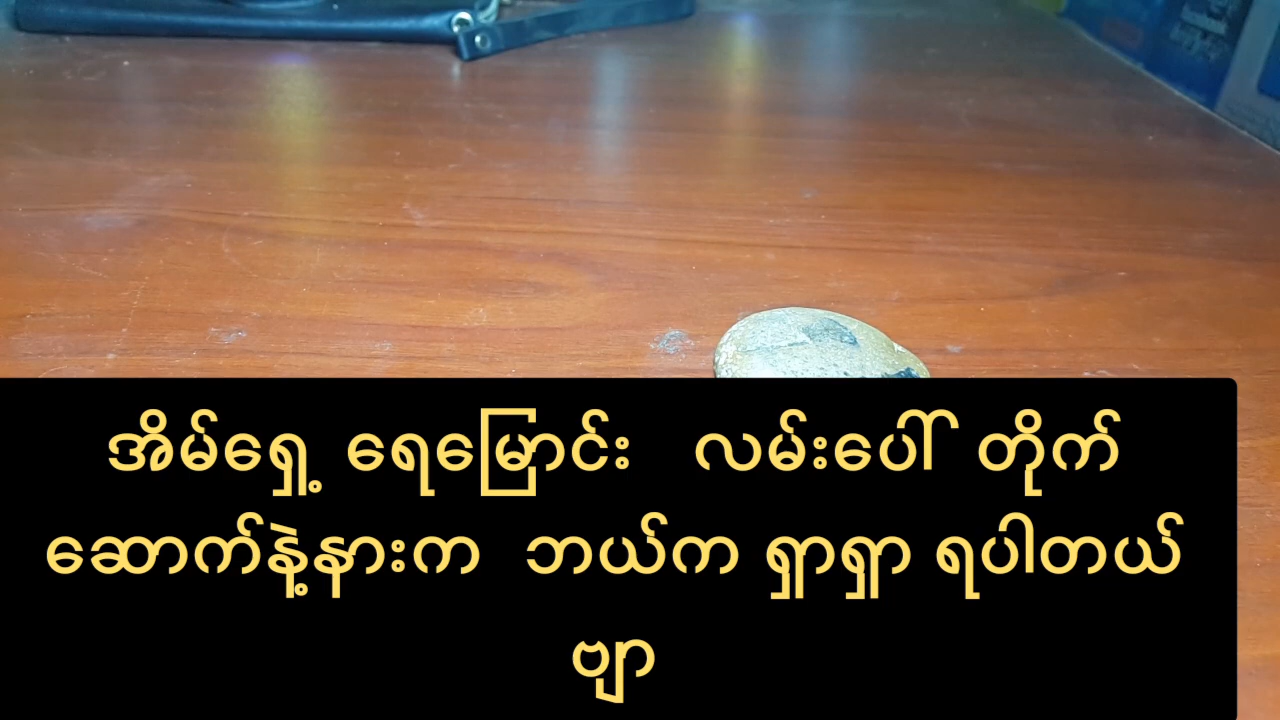 အိမ်ရှေ့ ရေမြောင်း လမ်းပေါ် တိုက်
ဆောက်နဲ့နားက ဘယ်က ရှာရှာ ရပါတယ်
ဗျာ